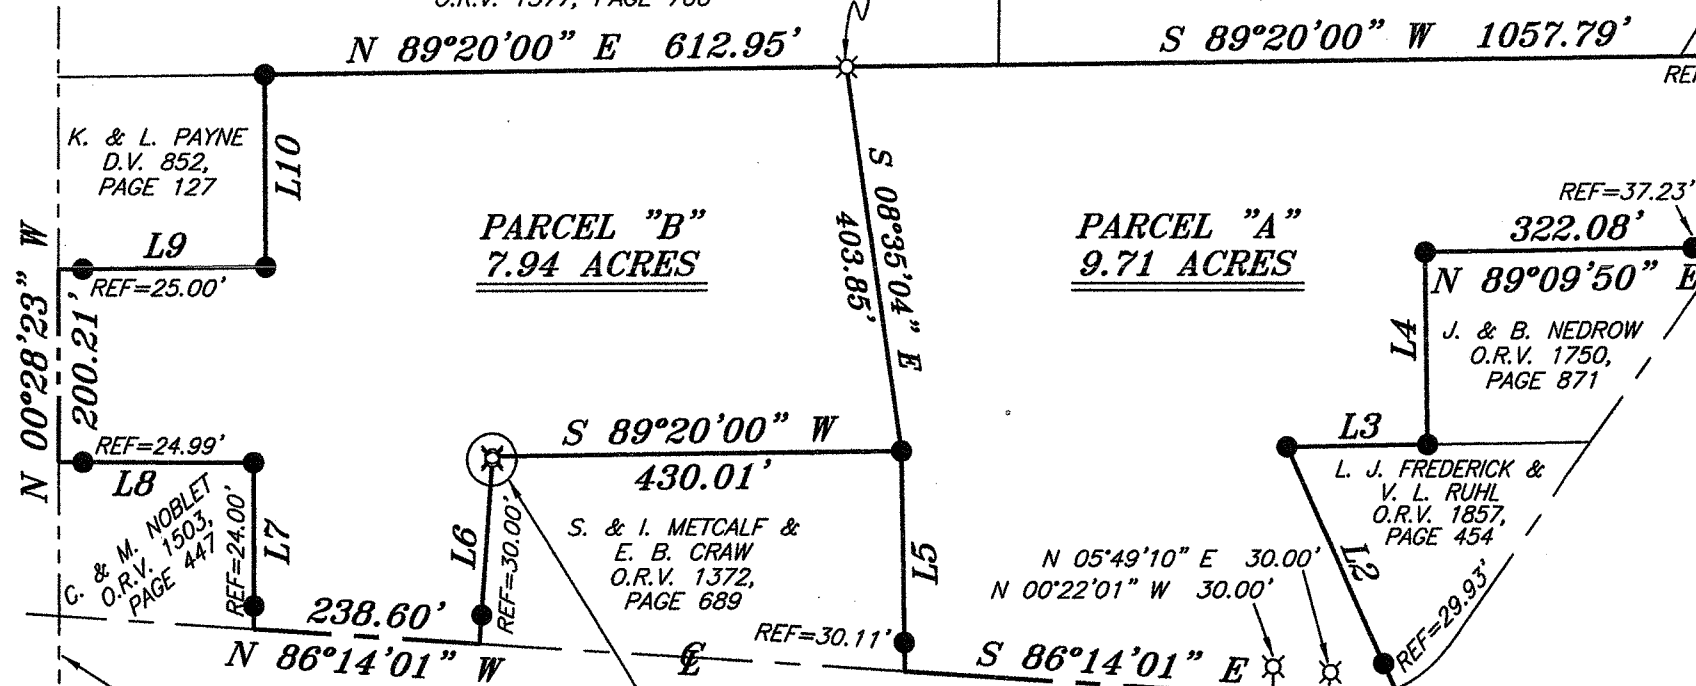 O.R.V. 1377, PAGE 700
N 89°20'00" E 612.95'
S 89°20'00" W 1057.79'
REF
K. & L. PAYNE
D.V. 852,
PAGE 127
L10
L9
REF=25.00'
N 00°28'23" W
200.21'
PARCEL "B"
7.94 ACRES
S 08°35'04" E
403.85'
PARCEL "A"
9.71 ACRES
REF=37.23'
322.08'
N 89°09'50" E
L4
J. & B. NEDROW
O.R.V. 1750,
PAGE 871
L3
L. J. FREDERICK &
V. L. RUHL
O.R.V. 1857,
PAGE 454
L2
REF=29.93'
REF=24.99'
L8
C. & M. NOBLET
O.R.V. 1503,
PAGE 447
REF=24.00'
L7
S 89°20'00" W
430.01'
L6
REF=30.00'
S. & I. METCALF &
E. B. CRAW
O.R.V. 1372,
PAGE 689
L5
N 05°49'10" E 30.00'
N 00°22'01" W 30.00'
REF=30.11'
238.60'
N 86°14'01" W
℄
S 86°14'01" E